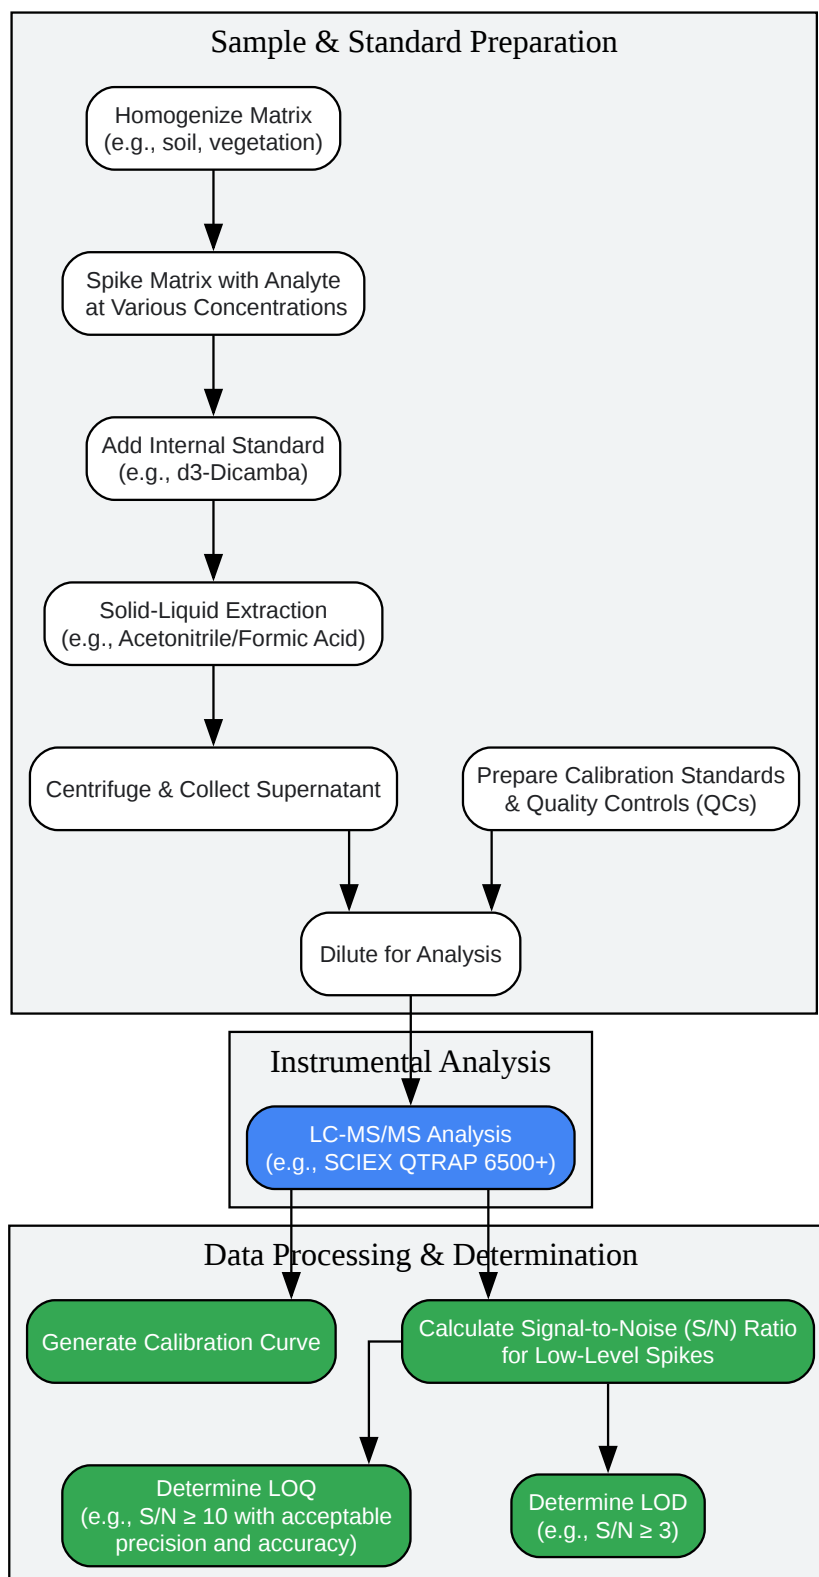 Sample & Standard Preparation
Homogenize Matrix
(e.g., soil, vegetation)
Spike Matrix with Analyte
at Various Concentrations
Add Internal Standard
(e.g., d3-Dicamba)
Solid-Liquid Extraction
(e.g., Acetonitrile/Formic Acid)
Centrifuge & Collect Supernatant
Prepare Calibration Standards
& Quality Controls (QCs)
Dilute for Analysis
Instrumental Analysis
LC-MS/MS Analysis
(e.g., SCIEX QTRAP 6500+)
Data Processing & Determination
Generate Calibration Curve
Calculate Signal-to-Noise (S/N) Ratio
for Low-Level Spikes
Determine LOQ
(e.g., S/N ≥ 10 with acceptable
precision and accuracy)
Determine LOD
(e.g., S/N ≥ 3)